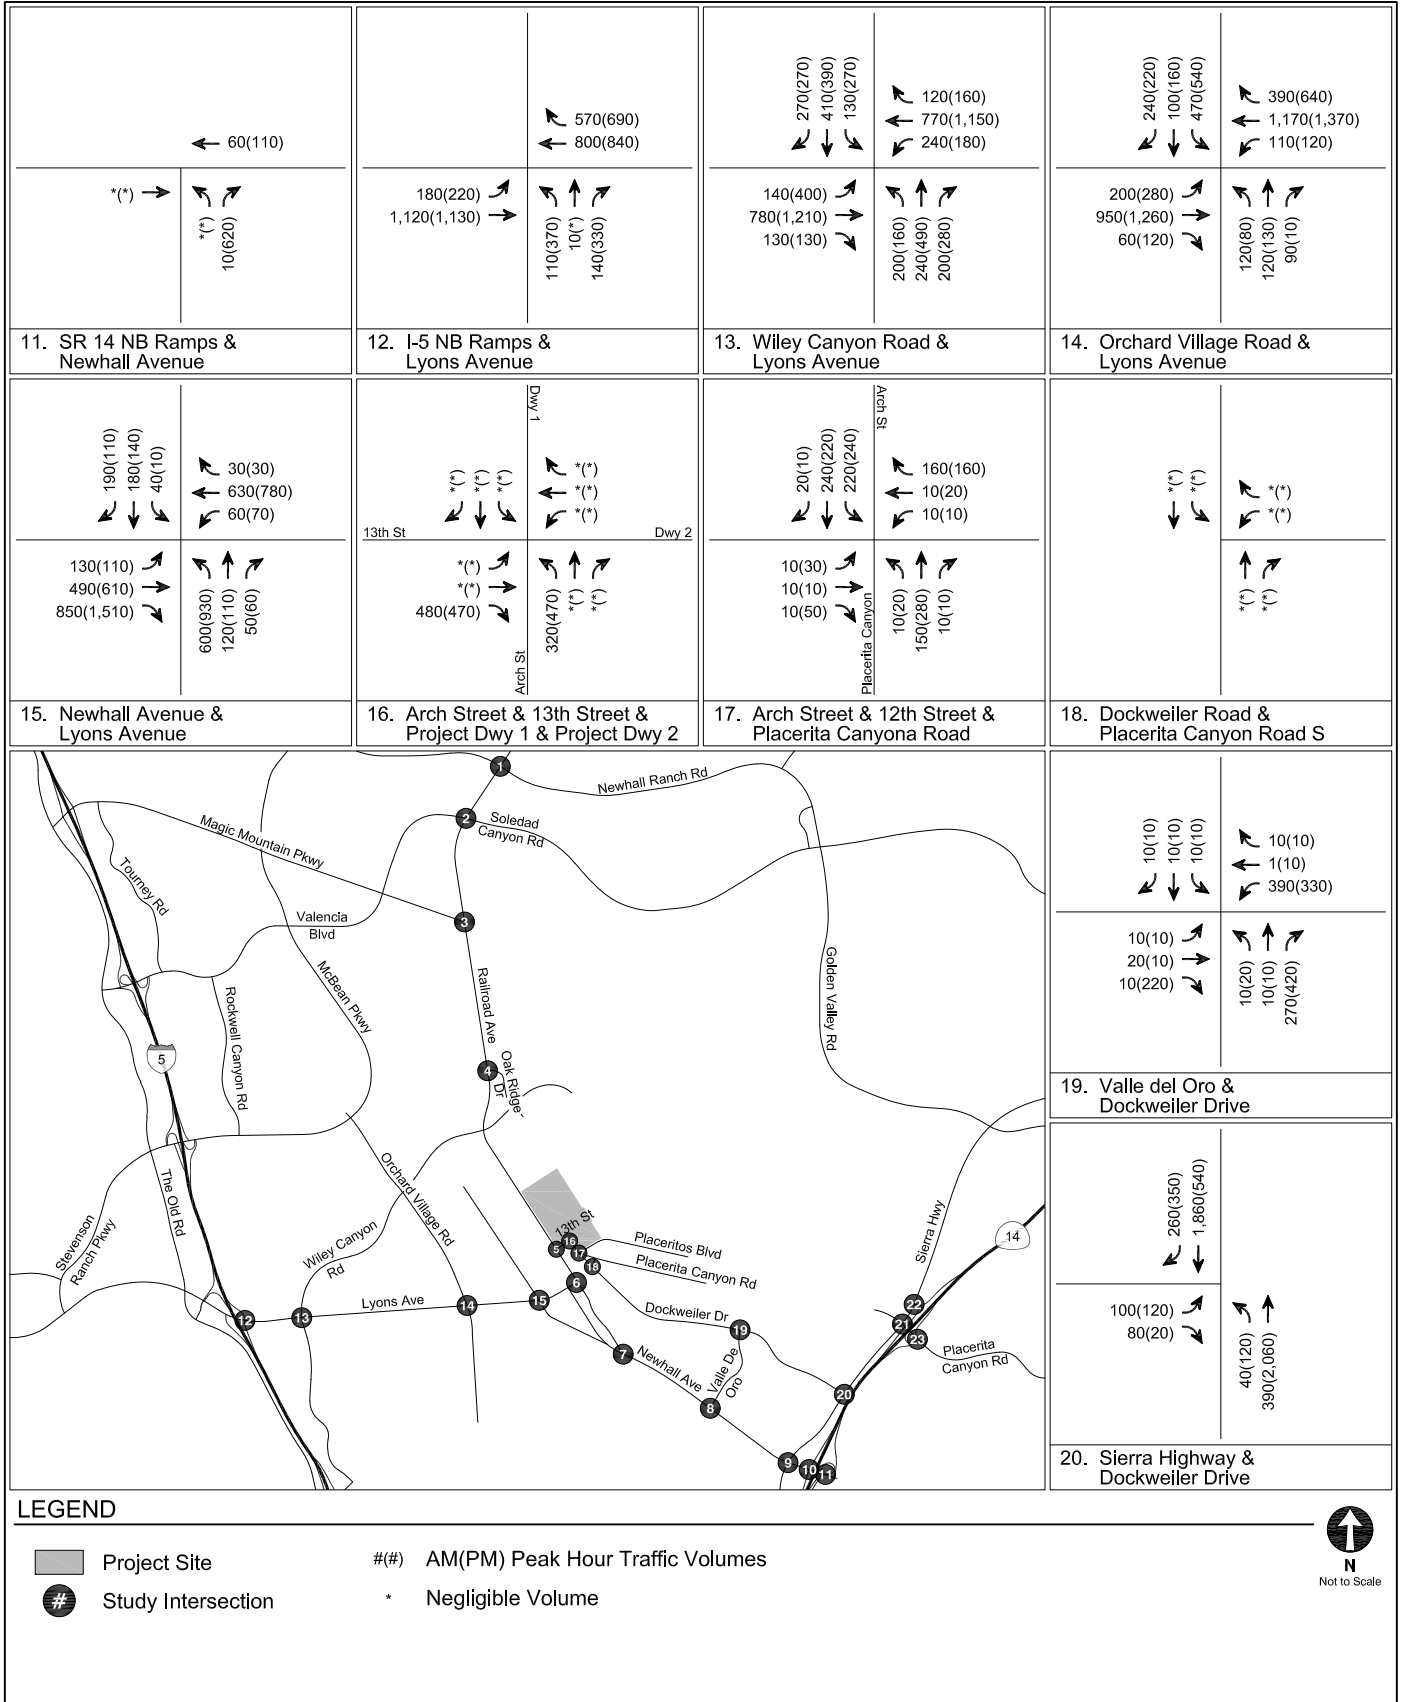 60(110)
*(*)
*(*)
10(620)
11. SR 14 NB Ramps &
Newhall Avenue
570(690)
800(840)
180(220)
1,120(1,130)
110(370)
10(*)
140(330)
12. I-5 NB Ramps &
Lyons Avenue
270(270)
410(390)
130(270)
120(160)
770(1,150)
240(180)
140(400)
780(1,210)
130(130)
200(160)
240(490)
200(280)
13. Wiley Canyon Road &
Lyons Avenue
240(220)
100(160)
470(540)
390(640)
1,170(1,370)
110(120)
200(280)
950(1,260)
60(120)
120(80)
120(130)
90(10)
14. Orchard Village Road &
Lyons Avenue
190(110)
180(140)
40(10)
30(30)
630(780)
60(70)
130(110)
490(610)
850(1,510)
600(930)
120(110)
50(60)
15. Newhall Avenue &
Lyons Avenue
Dwy 1
*(*)
*(*)
*(*)
*(*)
*(*)
*(*)
13th St
Dwy 2
*(*)
*(*)
480(470)
320(470)
*(*)
*(*)
Arch St
16. Arch Street & 13th Street &
Project Dwy 1 & Project Dwy 2
Arch St
20(10)
240(220)
220(240)
160(160)
10(20)
10(10)
10(30)
10(10)
10(50)
Placerita Canyon
10(20)
150(280)
10(10)
17. Arch Street & 12th Street &
Placerita Canyona Road
*(*)
*(*)
*(*)
*(*)
*(*)
*(*)
18. Dockweiler Road &
Placerita Canyon Road S
1
Newhall Ranch Rd
2
Soledad
Canyon Rd
Magic Mountain Pkwy
Tourney Rd
3
Valencia
Blvd
McBean Pkwy
Railroad Ave
Golden Valley Rd
Rockwell Canyon Rd
5
4
Oak Ridge
Dr
The Old Rd
Stevenson
Ranch Pkwy
Orchard Village Rd
Wiley Canyon
Rd
13th St
5
16
17
18
Placeritos Blvd
Placerita Canyon Rd
Sierra Hwy
14
6
Lyons Ave
12
13
14
15
Dockweiler Dr
19
22
21
23
Placerita
Canyon Rd
7
Newhall Ave
Valle De
Oro
8
20
9
10
11
10(10)
10(10)
10(10)
10(10)
1(10)
390(330)
10(10)
20(10)
10(220)
10(20)
10(10)
270(420)
19. Valle del Oro &
Dockweiler Drive
260(350)
1,860(540)
100(120)
80(20)
40(120)
390(2,060)
20. Sierra Highway &
Dockweiler Drive
LEGEND
Project Site
#(#) AM(PM) Peak Hour Traffic Volumes
# Study Intersection
* Negligible Volume
N
Not to Scale